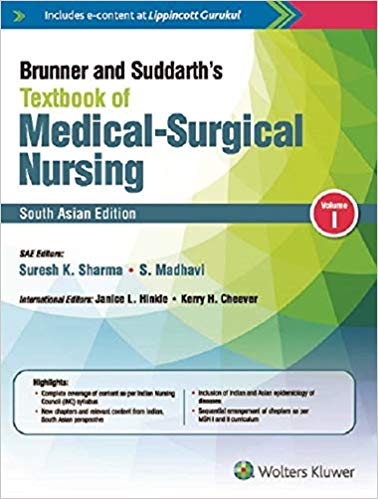 Includes e-content at Lippincott Gurukul
Brunner and Suddarth's
Textbook of
Medical-Surgical
Nursing
South Asian Edition
Volume
I
SAE Editors:
Suresh K. Sharma • S. Madhavi
International Editors: Janice L. Hinkle • Kerry H. Cheever
Highlights:
• Complete coverage of content as per Indian Nursing
Council (INC) syllabus
• New chapters and relevant content from Indian,
South Asian perspective
• Inclusion of Indian and Asian epidemiology of
diseases
• Sequential arrangement of chapters as per
MSN I and II curriculum
Wolters Kluwer